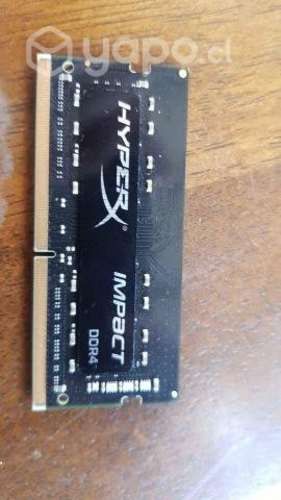 yapo.cl
HYPERX
IMPACT
DDR4